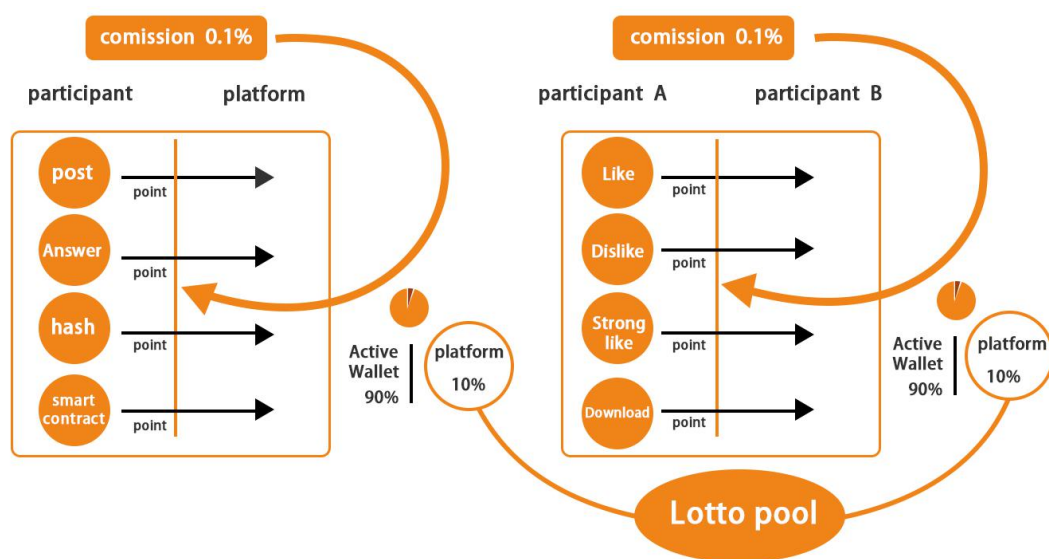 comission 0.1%
participant platform
post
point
Answer
point
hash
point
smart
contract
point
Active
Wallet
90%
platform
10%
comission 0.1%
participant A participant B
Like
point
Dislike
point
Strong
like
point
Download
point
Active
Wallet
90%
platform
10%
Lotto pool